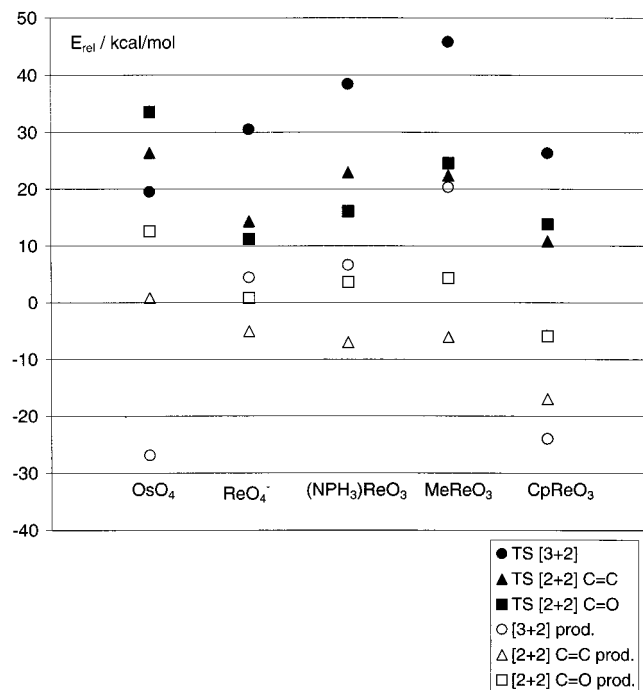 50
E_rel / kcal/mol
40
30
20
10
0
-10
-20
-30
OsO₄ ReO₄⁻ (NPH₃)ReO₃ MeReO₃ CpReO₃
-40
● TS [3+2]
▲ TS [2+2] C=C
■ TS [2+2] C=O
○ [3+2] prod.
△ [2+2] C=C prod.
□ [2+2] C=O prod.